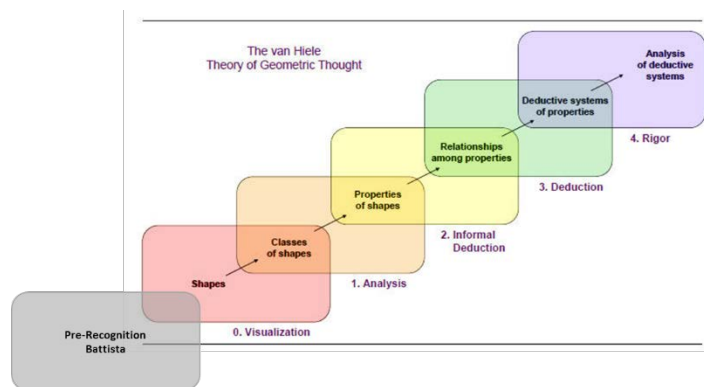 The van Hiele
Theory of Geometric Thought
Analysis
of deductive
systems
Deductive systems
of properties
4. Rigor
Relationships
among properties
3. Deduction
Properties
of shapes
2. Informal
Deduction
Classes
of shapes
1. Analysis
Shapes
0. Visualization
Pre-Recognition
Battista